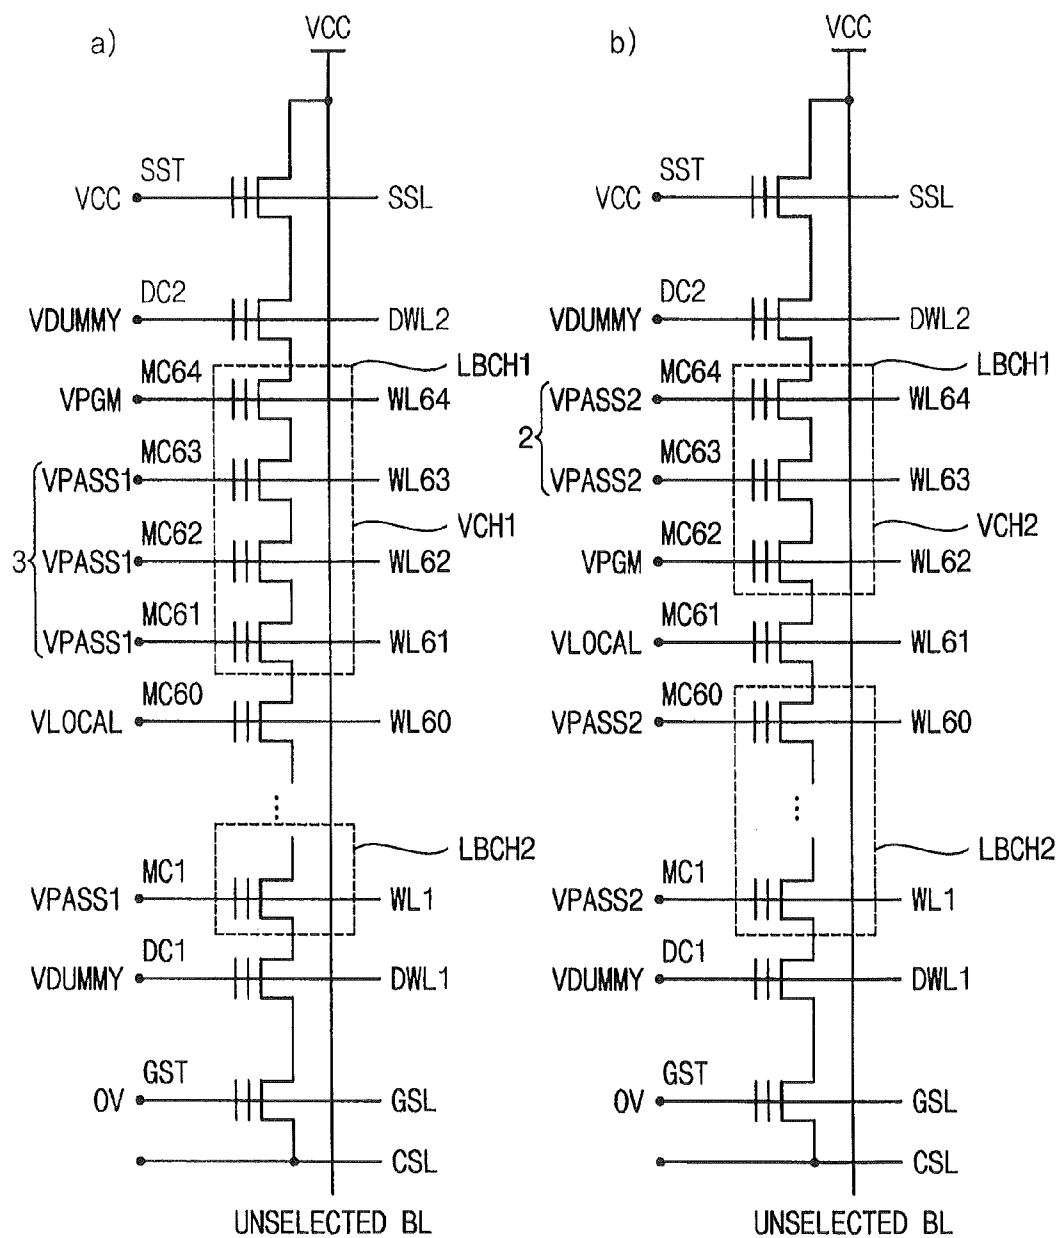 a)
VCC
SST
VCC
SSL
DC2
VDUMMY
DWL2
LBCH1
MC64
VPGM
WL64
MC63
VPASS1
WL63
VCH1
3
MC62
VPASS1
WL62
MC61
VPASS1
WL61
MC60
VLOCAL
WL60
LBCH2
MC1
VPASS1
WL1
DC1
VDUMMY
DWL1
GST
0V
GSL
CSL
UNSELECTED BL
b)
VCC
SST
VCC
SSL
DC2
VDUMMY
DWL2
LBCH1
MC64
VPASS2
WL64
2
MC63
VPASS2
WL63
VCH2
MC62
VPGM
WL62
MC61
VLOCAL
WL61
MC60
VPASS2
WL60
LBCH2
MC1
VPASS2
WL1
DC1
VDUMMY
DWL1
GST
0V
GSL
CSL
UNSELECTED BL